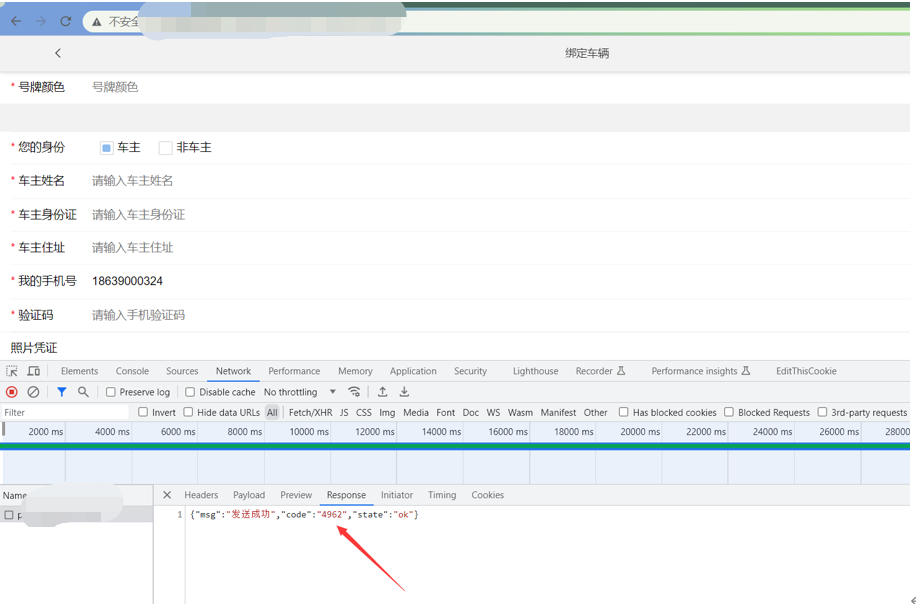 不安全
绑定车辆
* 号牌颜色 号牌颜色
* 您的身份 车主 非车主
* 车主姓名 请输入车主姓名
* 车主身份证 请输入车主身份证
* 车主住址 请输入车主住址
* 我的手机号 18639000324
* 验证码 请输入手机验证码
照片凭证
Elements Console Sources Network Performance Memory Application Security Lighthouse Recorder Performance insights EditThisCookie
Preserve log Disable cache No throttling
Filter Invert Hide data URLs All Fetch/XHR JS CSS Img Media Font Doc WS Wasm Manifest Other Has blocked cookies Blocked Requests 3rd-party requests
2000 ms 4000 ms 6000 ms 8000 ms 10000 ms 12000 ms 14000 ms 16000 ms 18000 ms 20000 ms 22000 ms 24000 ms 26000 ms 28000
Name Headers Payload Preview Response Initiator Timing Cookies
1 {"msg":"发送成功","code":"4962","state":"ok"}